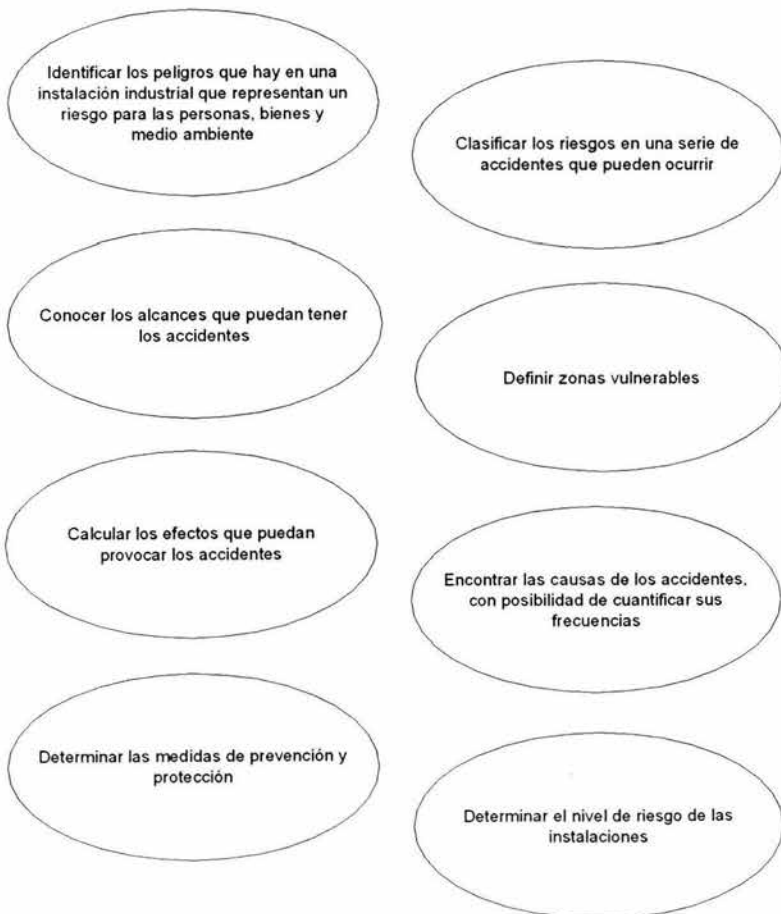 Identificar los peligros que hay en una
instalación industrial que representan un
riesgo para las personas, bienes y
medio ambiente
Clasificar los riesgos en una serie de
accidentes que pueden ocurrir
Conocer los alcances que puedan tener
los accidentes
Definir zonas vulnerables
Calcular los efectos que puedan
provocar los accidentes
Encontrar las causas de los accidentes,
con posibilidad de cuantificar sus
frecuencias
Determinar las medidas de prevención y
protección
Determinar el nivel de riesgo de las
instalaciones